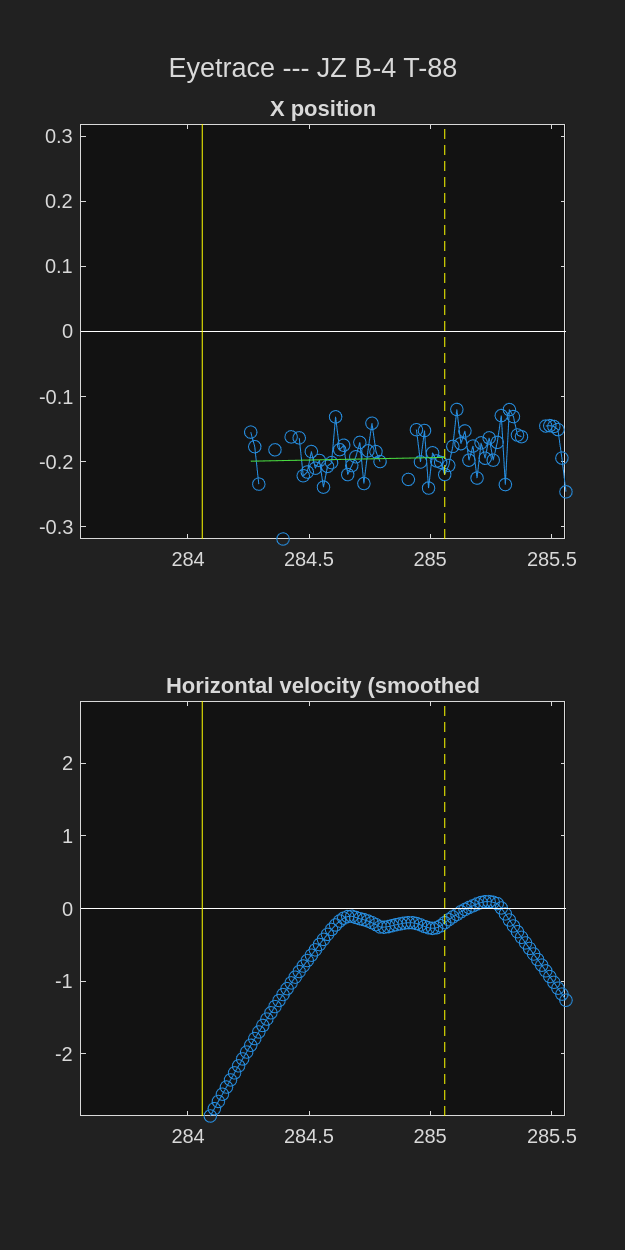 Eyetrace --- JZ B-4 T-88
X position
0.3
0.2
0.1
0
-0.1
-0.2
-0.3
284 284.5 285 285.5
Horizontal velocity (smoothed
2
1
0
-1
-2
284 284.5 285 285.5